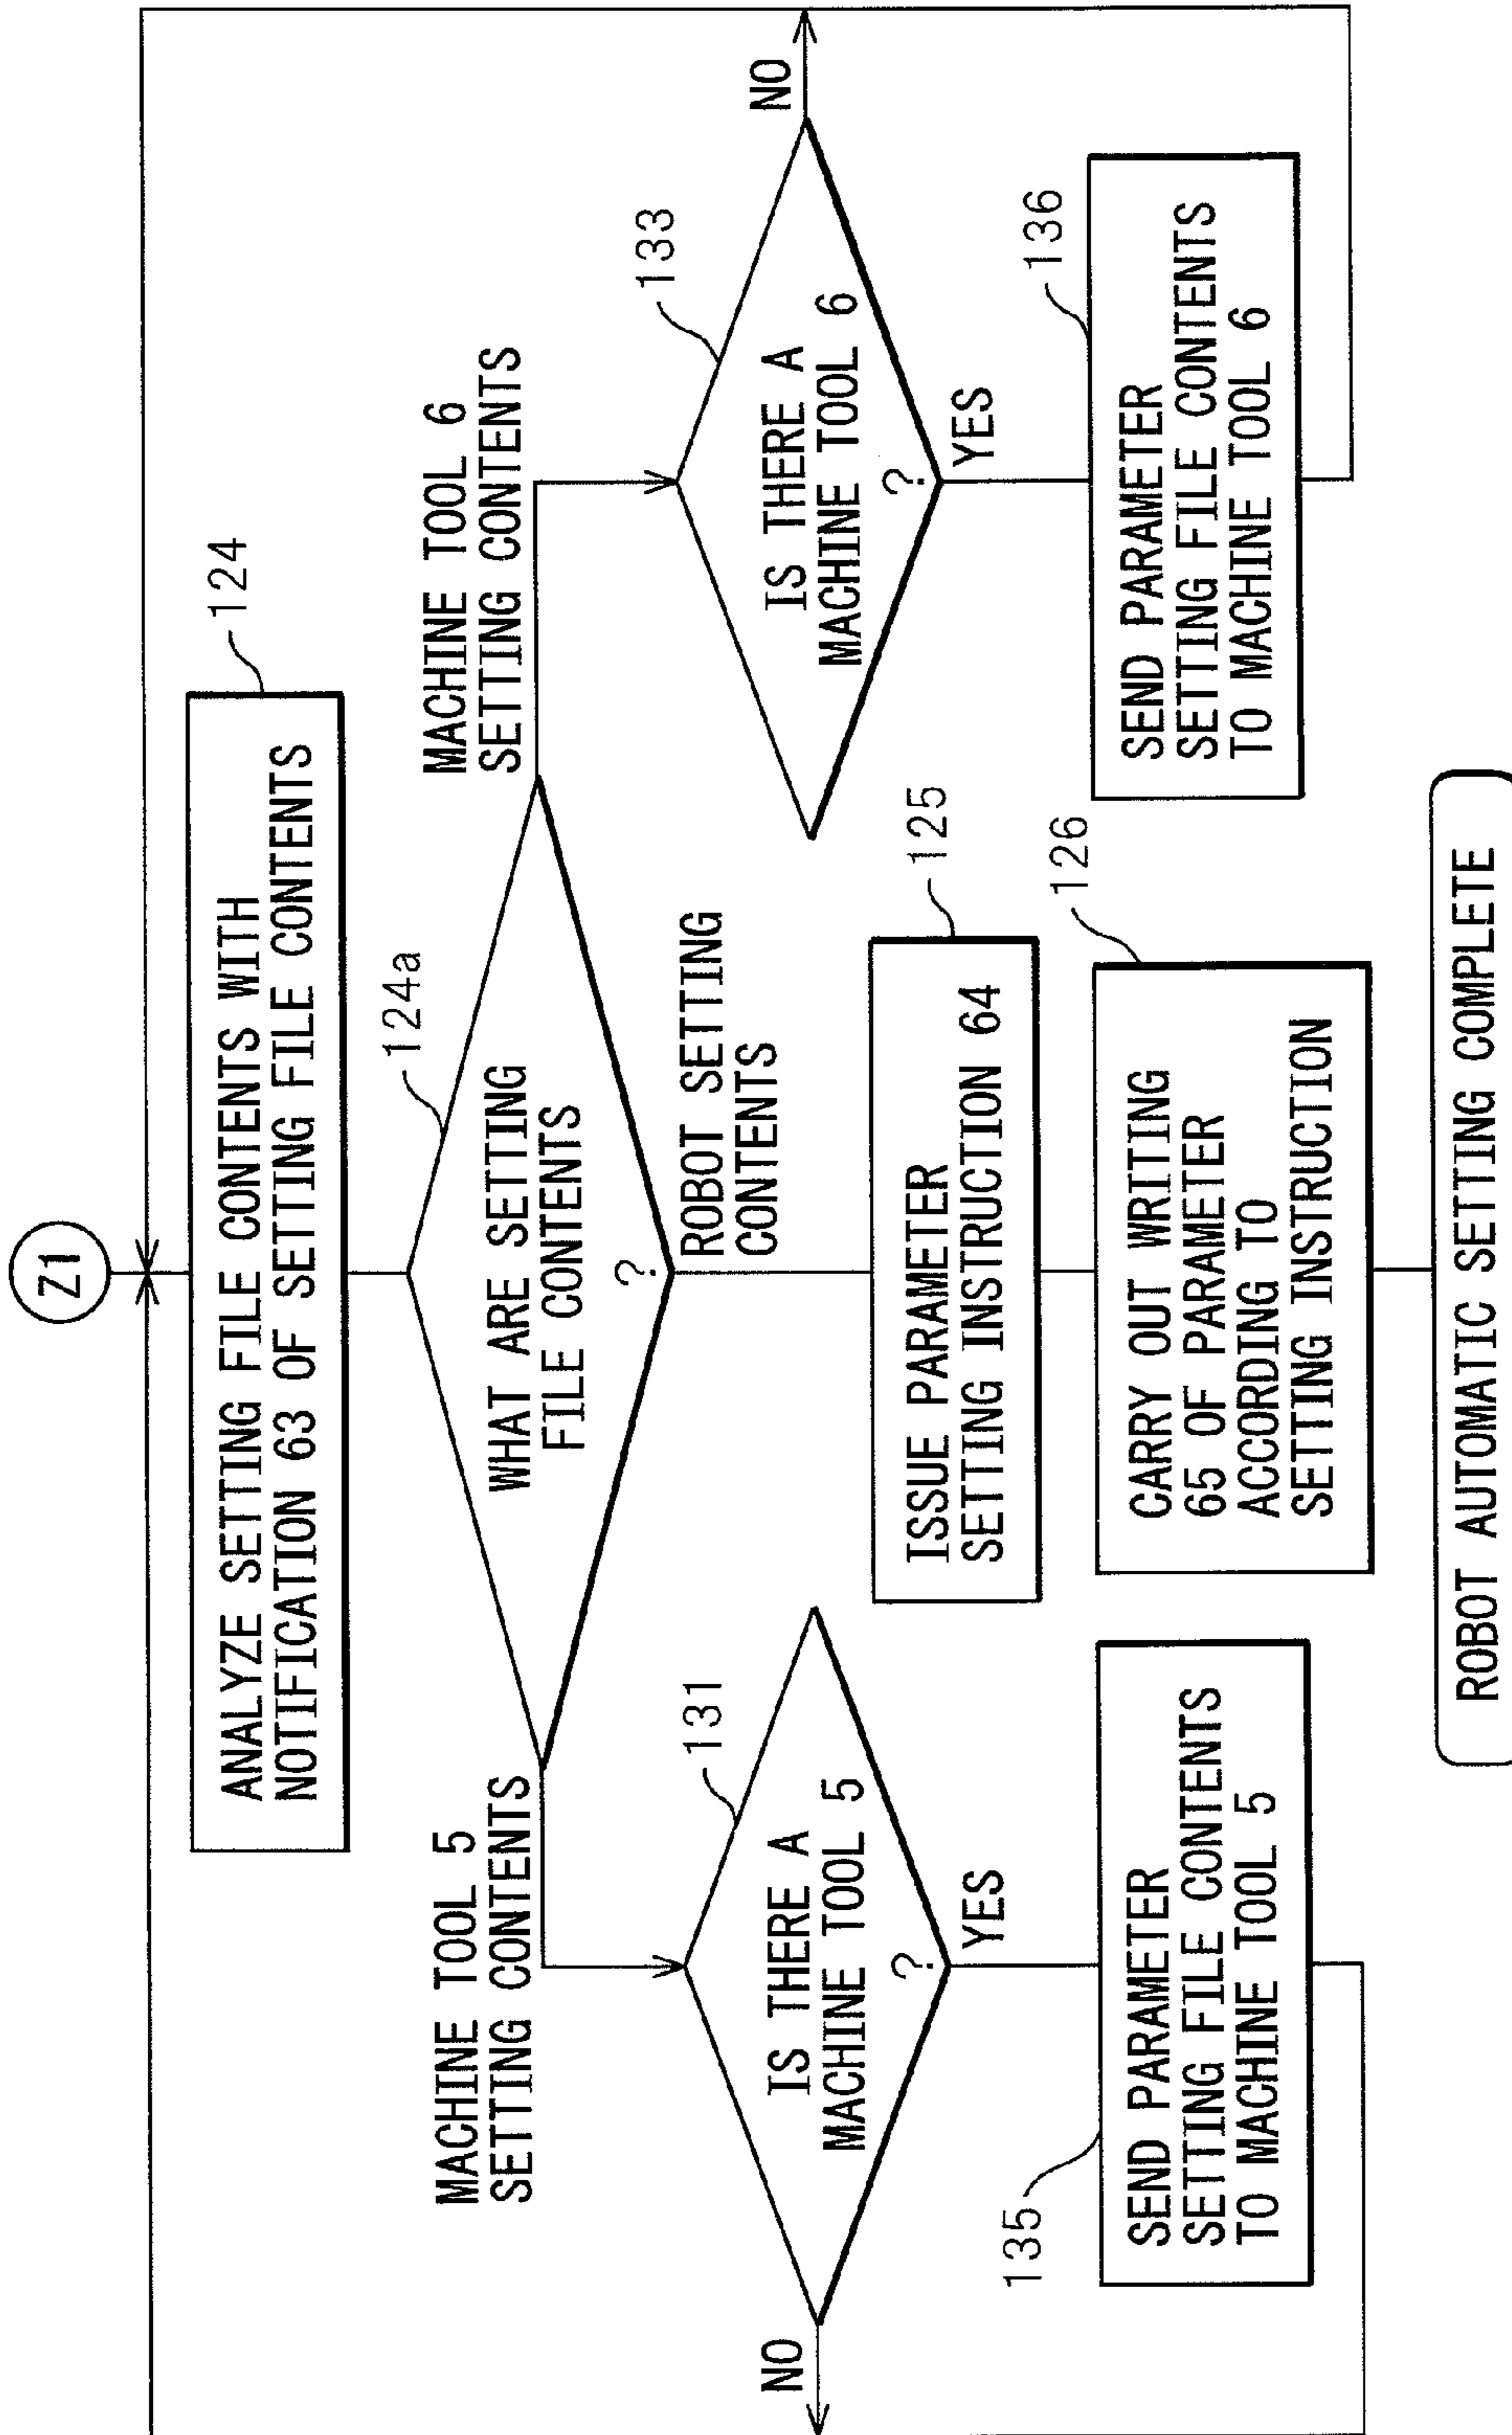 Z1
ANALYZE SETTING FILE CONTENTS WITH
NOTIFICATION 63 OF SETTING FILE CONTENTS
124
124a
WHAT ARE SETTING
FILE CONTENTS
?
MACHINE TOOL 5
SETTING CONTENTS
ROBOT SETTING
CONTENTS
MACHINE TOOL 6
SETTING CONTENTS
131
IS THERE A
MACHINE TOOL 5
?
NO
YES
135
SEND PARAMETER
SETTING FILE CONTENTS
TO MACHINE TOOL 5
125
ISSUE PARAMETER
SETTING INSTRUCTION 64
126
CARRY OUT WRITING
65 OF PARAMETER
ACCORDING TO
SETTING INSTRUCTION
133
IS THERE A
MACHINE TOOL 6
?
NO
YES
136
SEND PARAMETER
SETTING FILE CONTENTS
TO MACHINE TOOL 6
ROBOT AUTOMATIC SETTING COMPLETE